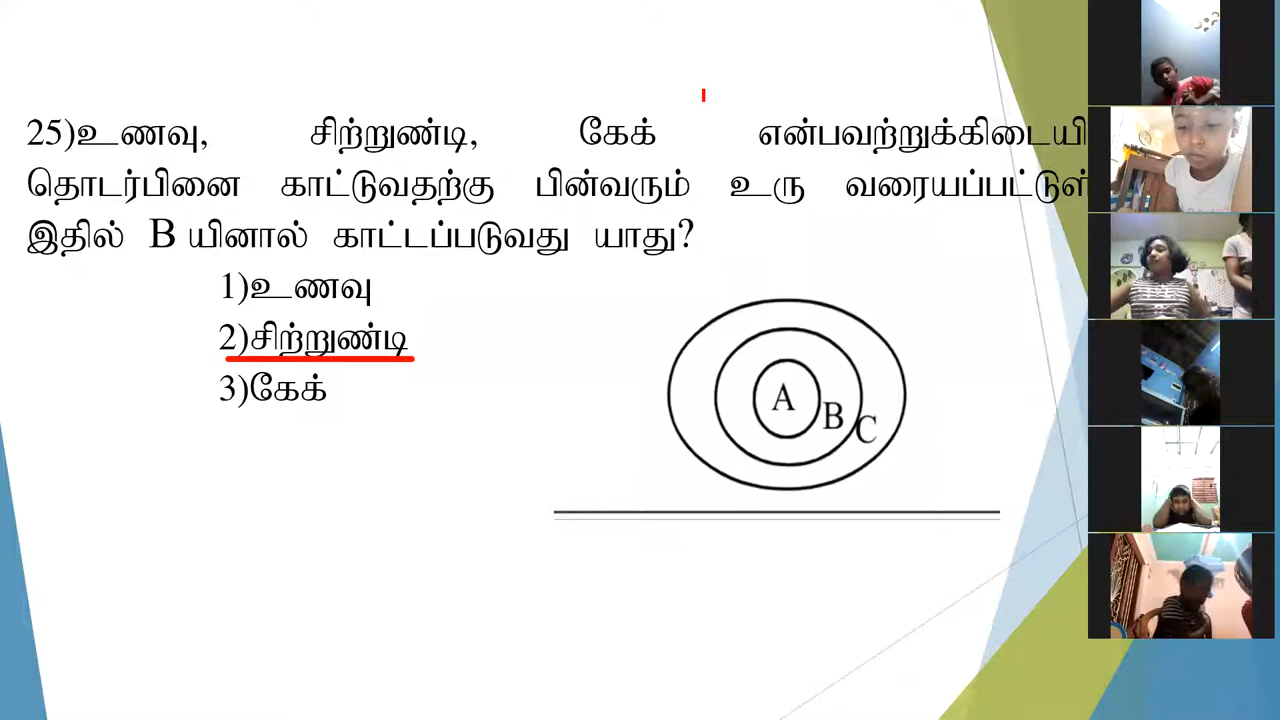 25)உணவு, சிற்றுண்டி, கேக் என்பவற்றுக்கிடையி
தொடர்பினை காட்டுவதற்கு பின்வரும் உரு வரையப்பட்டுள்
இதில் B யினால் காட்டப்படுவது யாது?
1)உணவு
2)சிற்றுண்டி
3)கேக்
A
B
C